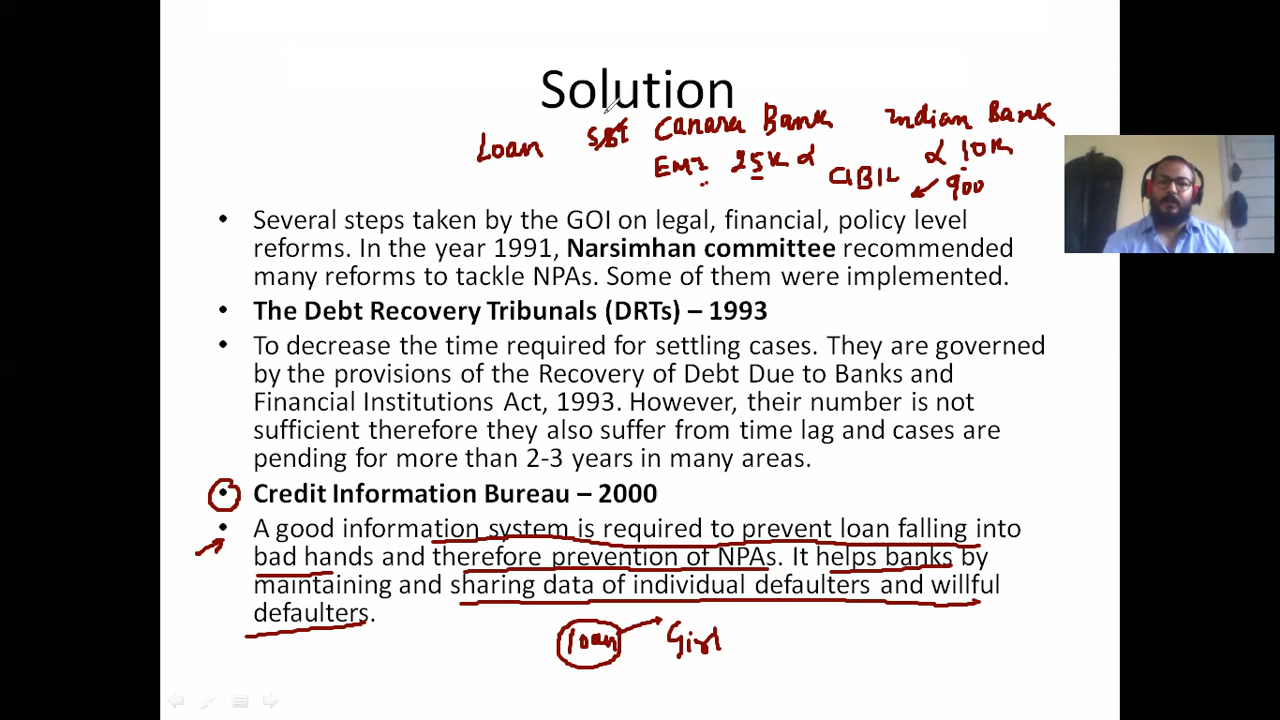 Solution
Loan SBI Canara Bank Indian Bank
EMI 25K α α 10K
CIBIL 900
• Several steps taken by the GOI on legal, financial, policy level
reforms. In the year 1991, Narsimhan committee recommended
many reforms to tackle NPAs. Some of them were implemented.
• The Debt Recovery Tribunals (DRTs) – 1993
• To decrease the time required for settling cases. They are governed
by the provisions of the Recovery of Debt Due to Banks and
Financial Institutions Act, 1993. However, their number is not
sufficient therefore they also suffer from time lag and cases are
pending for more than 2-3 years in many areas.
• Credit Information Bureau – 2000
• A good information system is required to prevent loan falling into
bad hands and therefore prevention of NPAs. It helps banks by
maintaining and sharing data of individual defaulters and willful
defaulters.
loan Girl